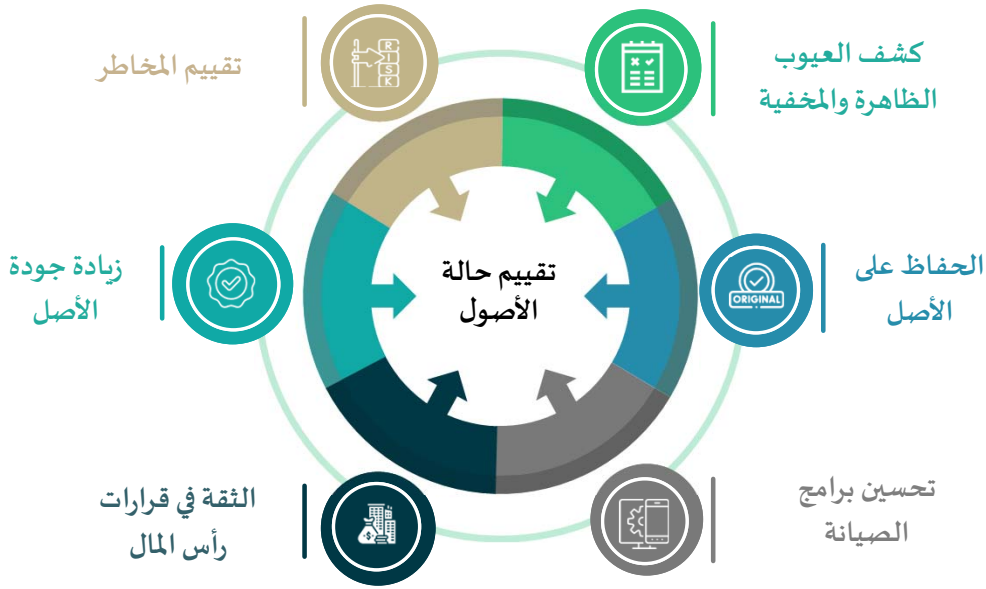 كشف العيوب
الظاهرة والمخفية
تقييم المخاطر
R
I
S
K
الحفاظ على
الأصل
ORIGINAL
تقييم حالة
الأصول
زيادة جودة
الأصل
تحسين برامج
الصيانة
الثقة في قرارات
رأس المال